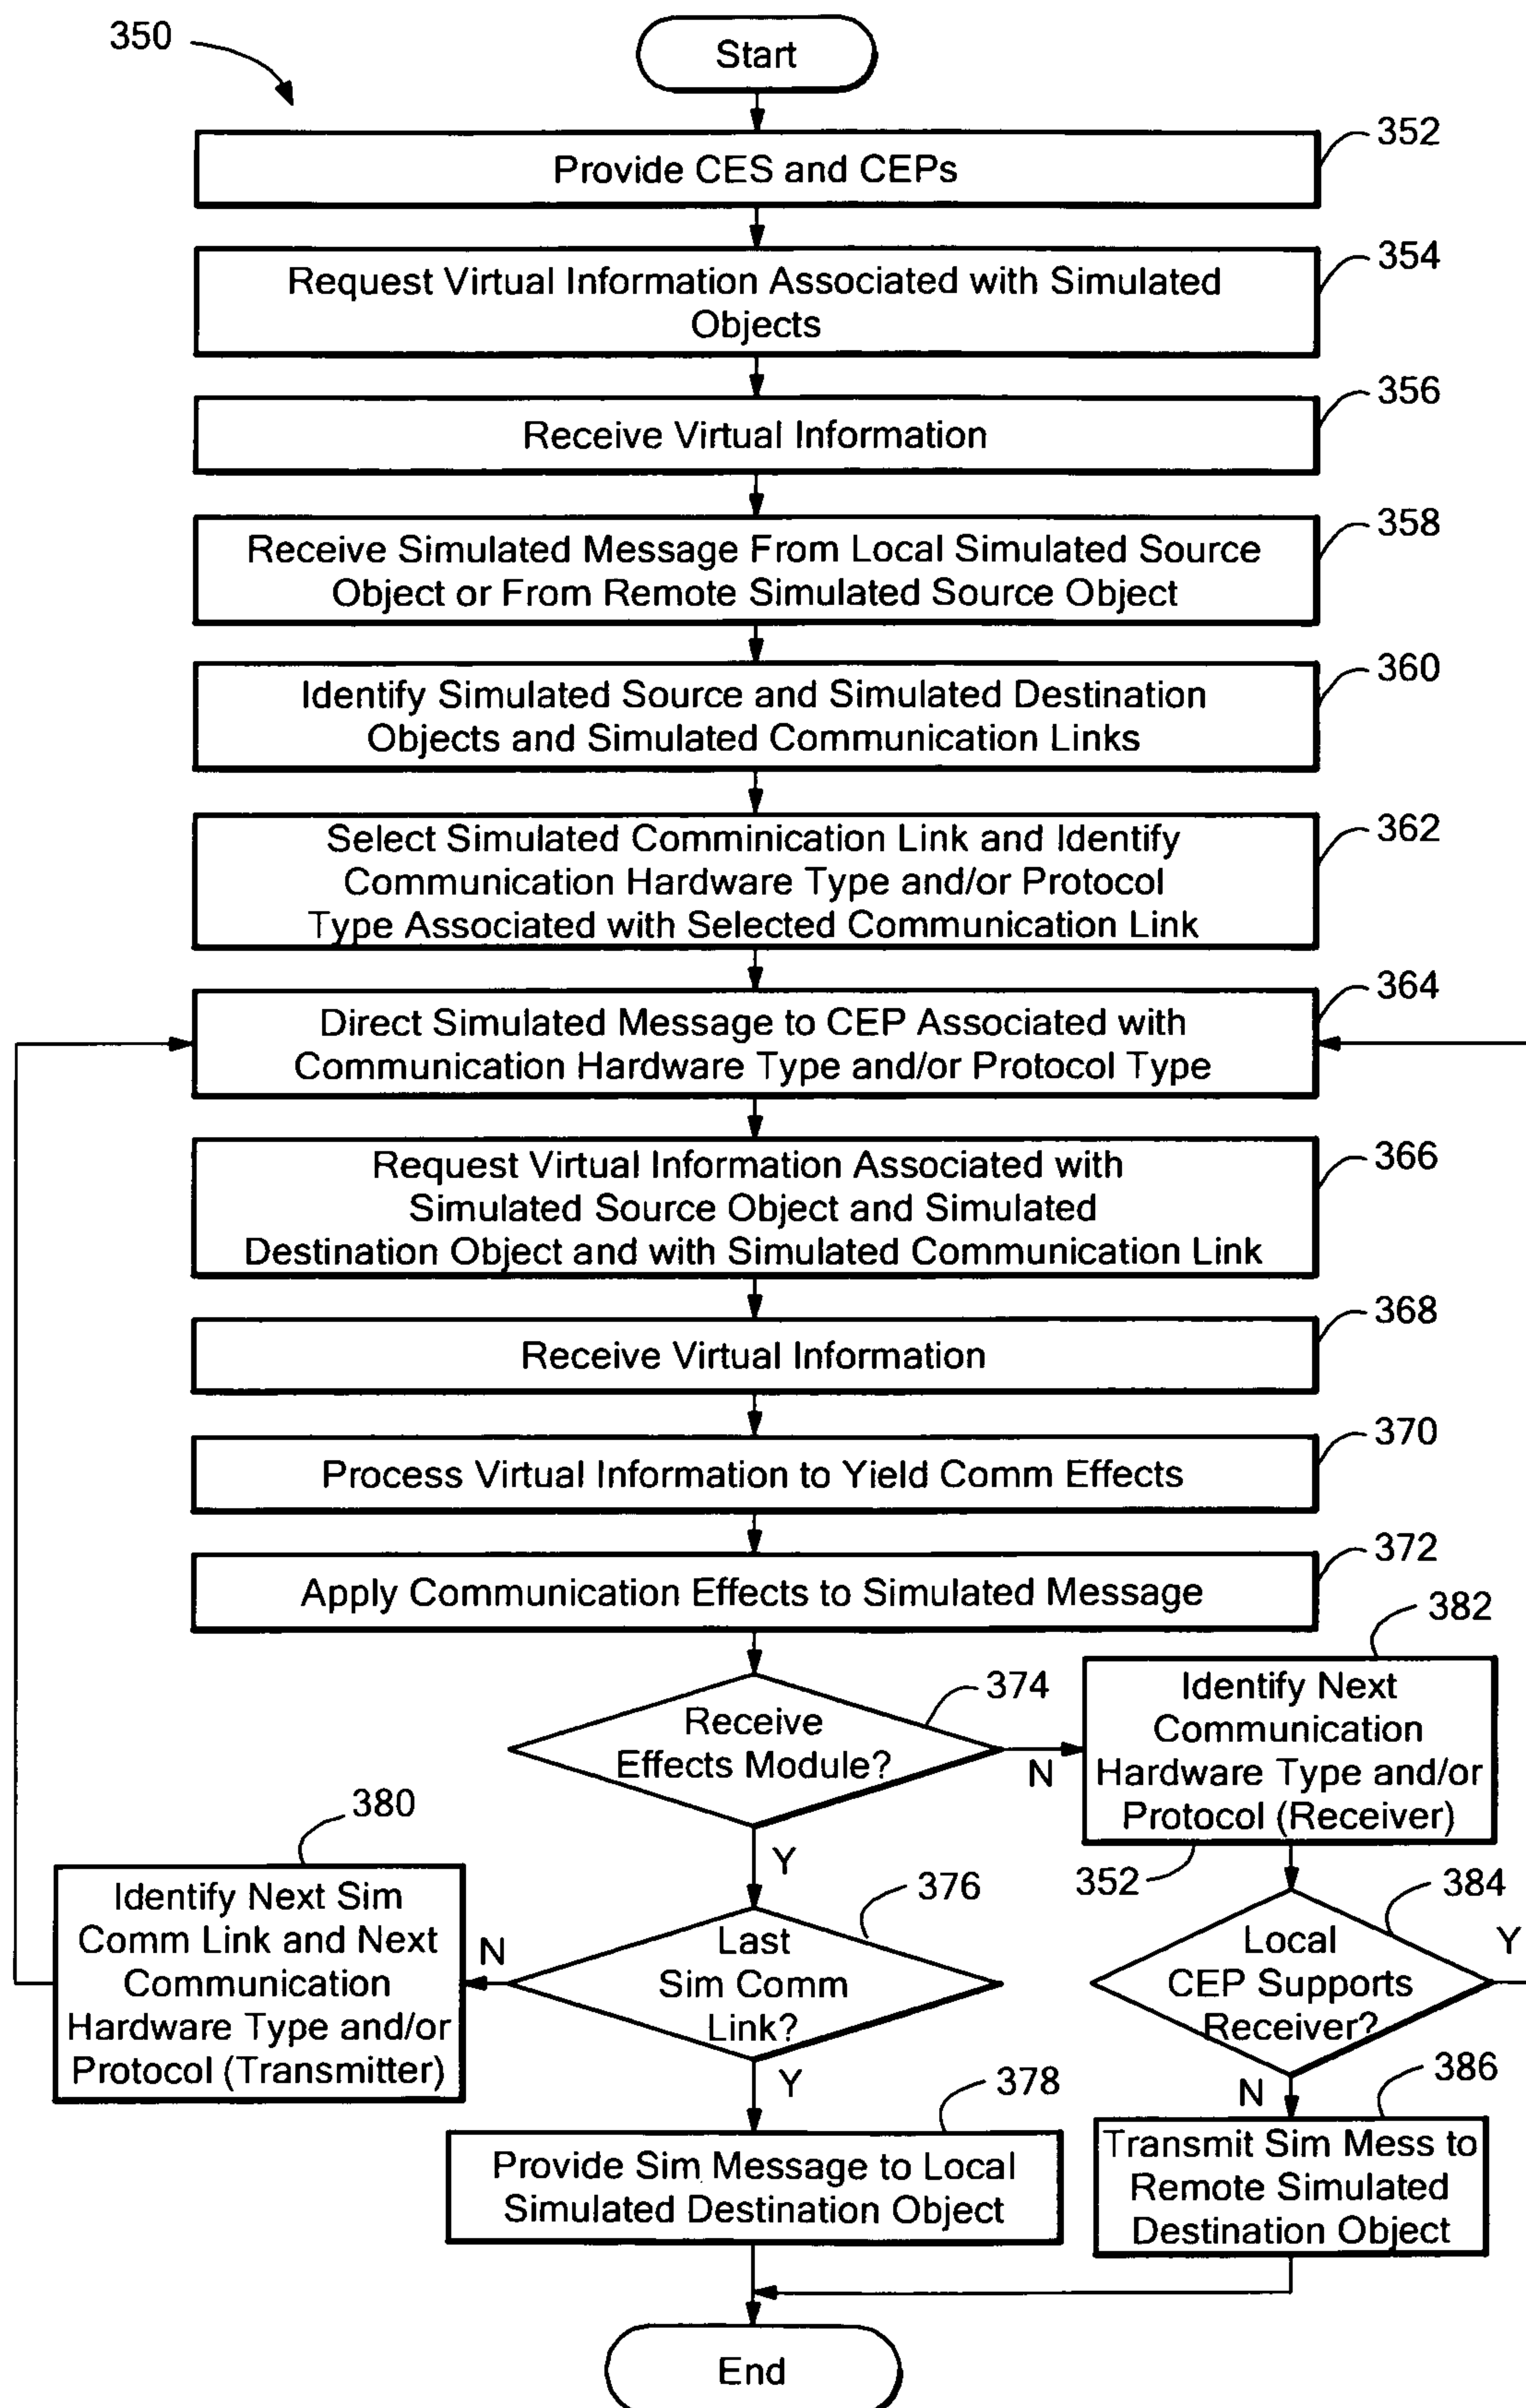 350
Start
352
Provide CES and CEPs
354
Request Virtual Information Associated with Simulated
Objects
356
Receive Virtual Information
358
Receive Simulated Message From Local Simulated Source
Object or From Remote Simulated Source Object
360
Identify Simulated Source and Simulated Destination
Objects and Simulated Communication Links
362
Select Simulated Comminication Link and Identify
Communication Hardware Type and/or Protocol
Type Associated with Selected Communication Link
364
Direct Simulated Message to CEP Associated with
Communication Hardware Type and/or Protocol Type
366
Request Virtual Information Associated with
Simulated Source Object and Simulated
Destination Object and with Simulated Communication Link
368
Receive Virtual Information
370
Process Virtual Information to Yield Comm Effects
372
Apply Communication Effects to Simulated Message
374
Receive
Effects Module?
N
Y
382
Identify Next
Communication
Hardware Type and/or
Protocol (Receiver)
352
380
Identify Next Sim
Comm Link and Next
Communication
Hardware Type and/or
Protocol (Transmitter)
N
376
Last
Sim Comm
Link?
Y
384
Local
CEP Supports
Receiver?
Y
N
378
Provide Sim Message to Local
Simulated Destination Object
386
Transmit Sim Mess to
Remote Simulated
Destination Object
End